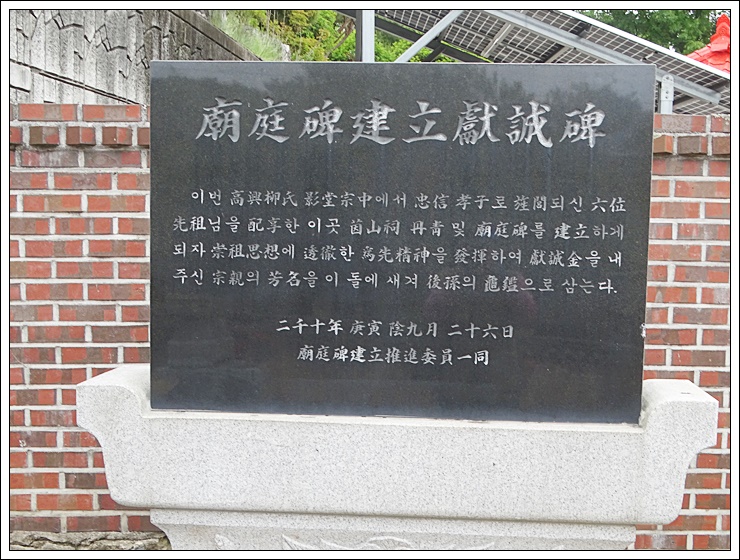 廟庭碑建立獻誠碑
이번 高興柳氏 影堂宗中에서 忠信 孝子로 旌閭되신 六位
先祖님을 配享한 이곳 茵山祠 丹青 및 廟庭碑를 建立하게
되자 崇祖思想에 透徹한 爲先精神을 發揮하여 獻誠金을 내
주신 宗親의 芳名을 이 돌에 새겨 後孫의 龜鑑으로 삼는다.
二千十年 庚寅 陰九月 二十六日
廟庭碑建立推進委員一同